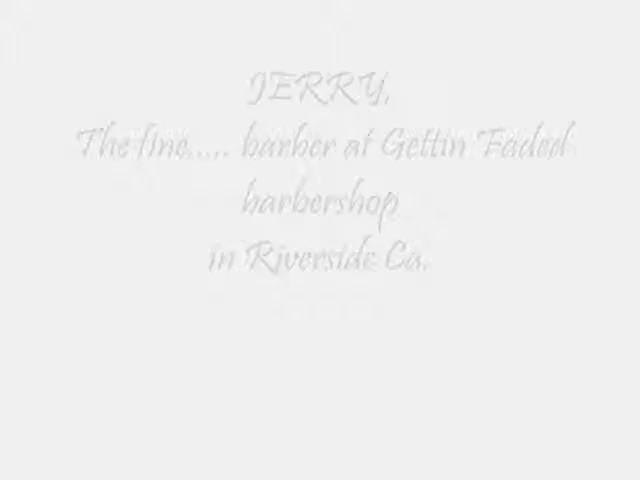 JERRY,
The fine..... barber at Gettin Faded
barbershop
in Riverside Ca.